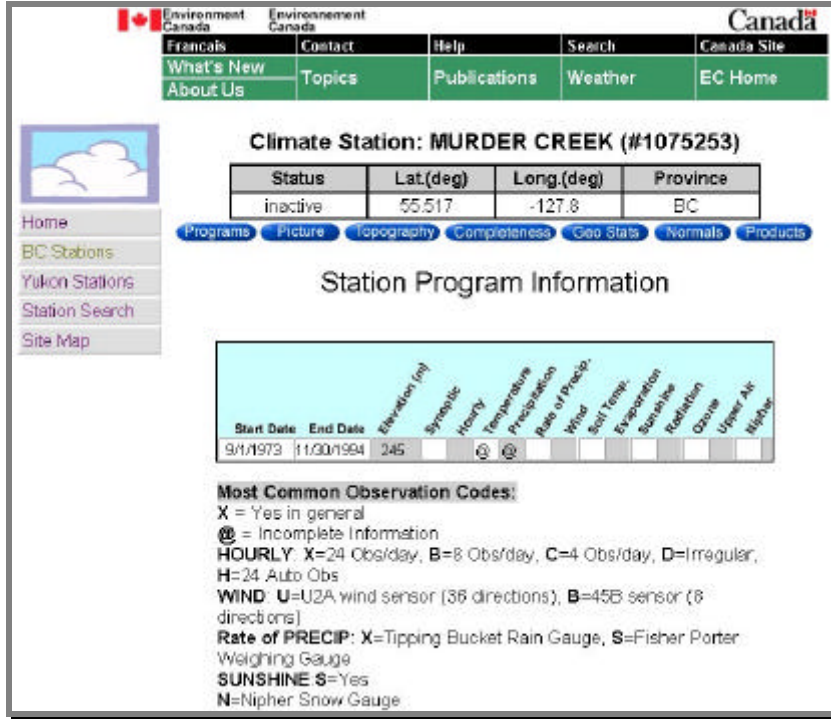 Environment Environnement
Canada Canada
Canada
Francais Contact Help Search Canada Site
What's New Topics Publications Weather EC Home
About Us
Climate Station: MURDER CREEK (#1075253)
Status Lat.(deg) Long.(deg) Province
inactive 55.517 -127.8 BC
Programs Picture Topography Completeness Geo Stats Normals Products
Home
BC Stations
Yukon Stations
Station Search
Site Map
Station Program Information
Start Date End Date Elevation (m) Synoptic Hourly Temperature Precipitation Rate of Precip. Wind Soil Temp. Evaporation Sunshine Radiation Ozone Upper Air Nipher
9/1/1973 11/30/1994 245 @ @
Most Common Observation Codes:
X = Yes in general
@ = Incomplete Information
HOURLY: X=24 Obs/day, B=8 Obs/day, C=4 Obs/day, D=Irregular,
H=24 Auto Obs
WIND: U=U2A wind sensor (36 directions), B=45B sensor (8
directions)
Rate of PRECIP: X=Tipping Bucket Rain Gauge, S=Fisher Porter
Weighing Gauge
SUNSHINE S=Yes
N=Nipher Snow Gauge